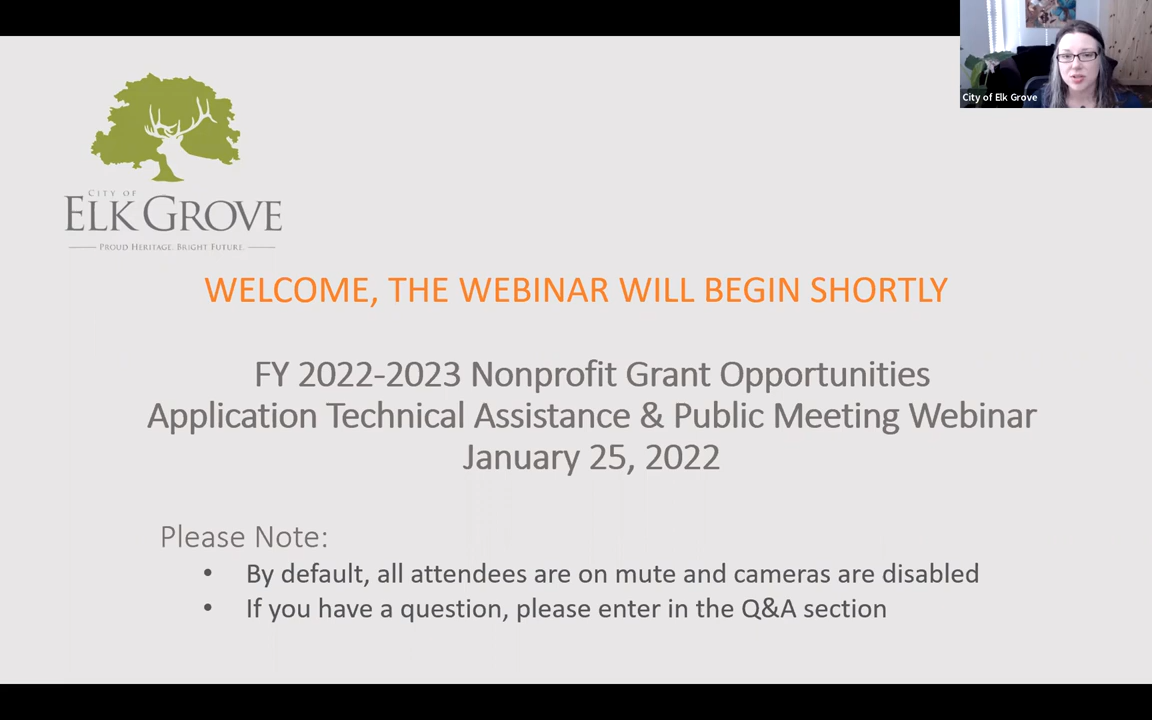 City of Elk Grove
CITY OF
ELK GROVE
PROUD HERITAGE. BRIGHT FUTURE.
WELCOME, THE WEBINAR WILL BEGIN SHORTLY
FY 2022-2023 Nonprofit Grant Opportunities
Application Technical Assistance & Public Meeting Webinar
January 25, 2022
Please Note:
• By default, all attendees are on mute and cameras are disabled
• If you have a question, please enter in the Q&A section